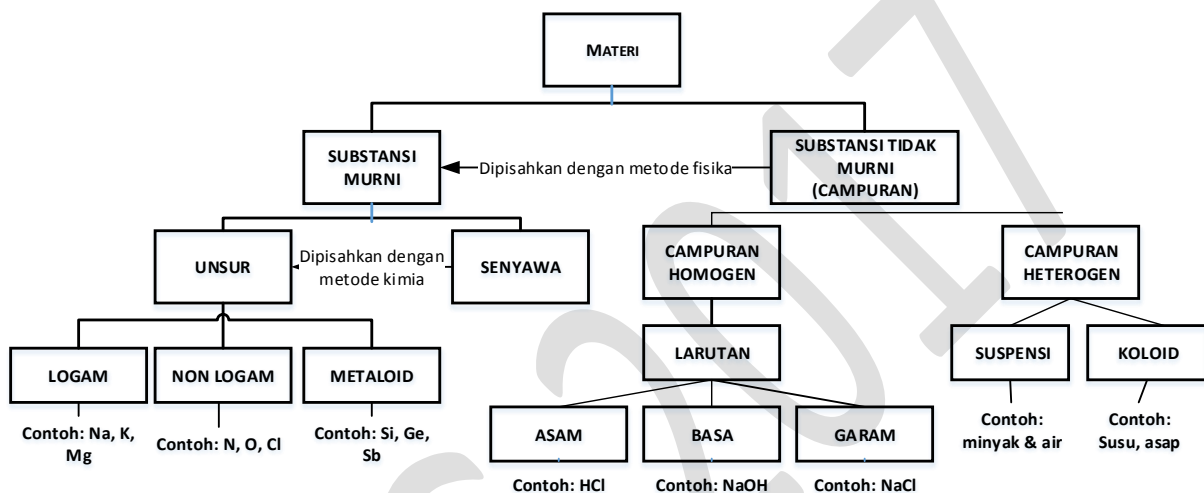 MATERI
SUBSTANSI
MURNI
Dipisahkan dengan metode fisika
SUBSTANSI TIDAK
MURNI
(CAMPURAN)
UNSUR
Dipisahkan dengan
metode kimia
SENYAWA
CAMPURAN
HOMOGEN
CAMPURAN
HETEROGEN
LOGAM
NON LOGAM
METALOID
LARUTAN
SUSPENSI
KOLOID
Contoh: Na, K,
Mg
Contoh: N, O, Cl
Contoh: Si, Ge,
Sb
ASAM
BASA
GARAM
Contoh:
minyak & air
Contoh:
Susu, asap
Contoh: HCl
Contoh: NaOH
Contoh: NaCl
2017